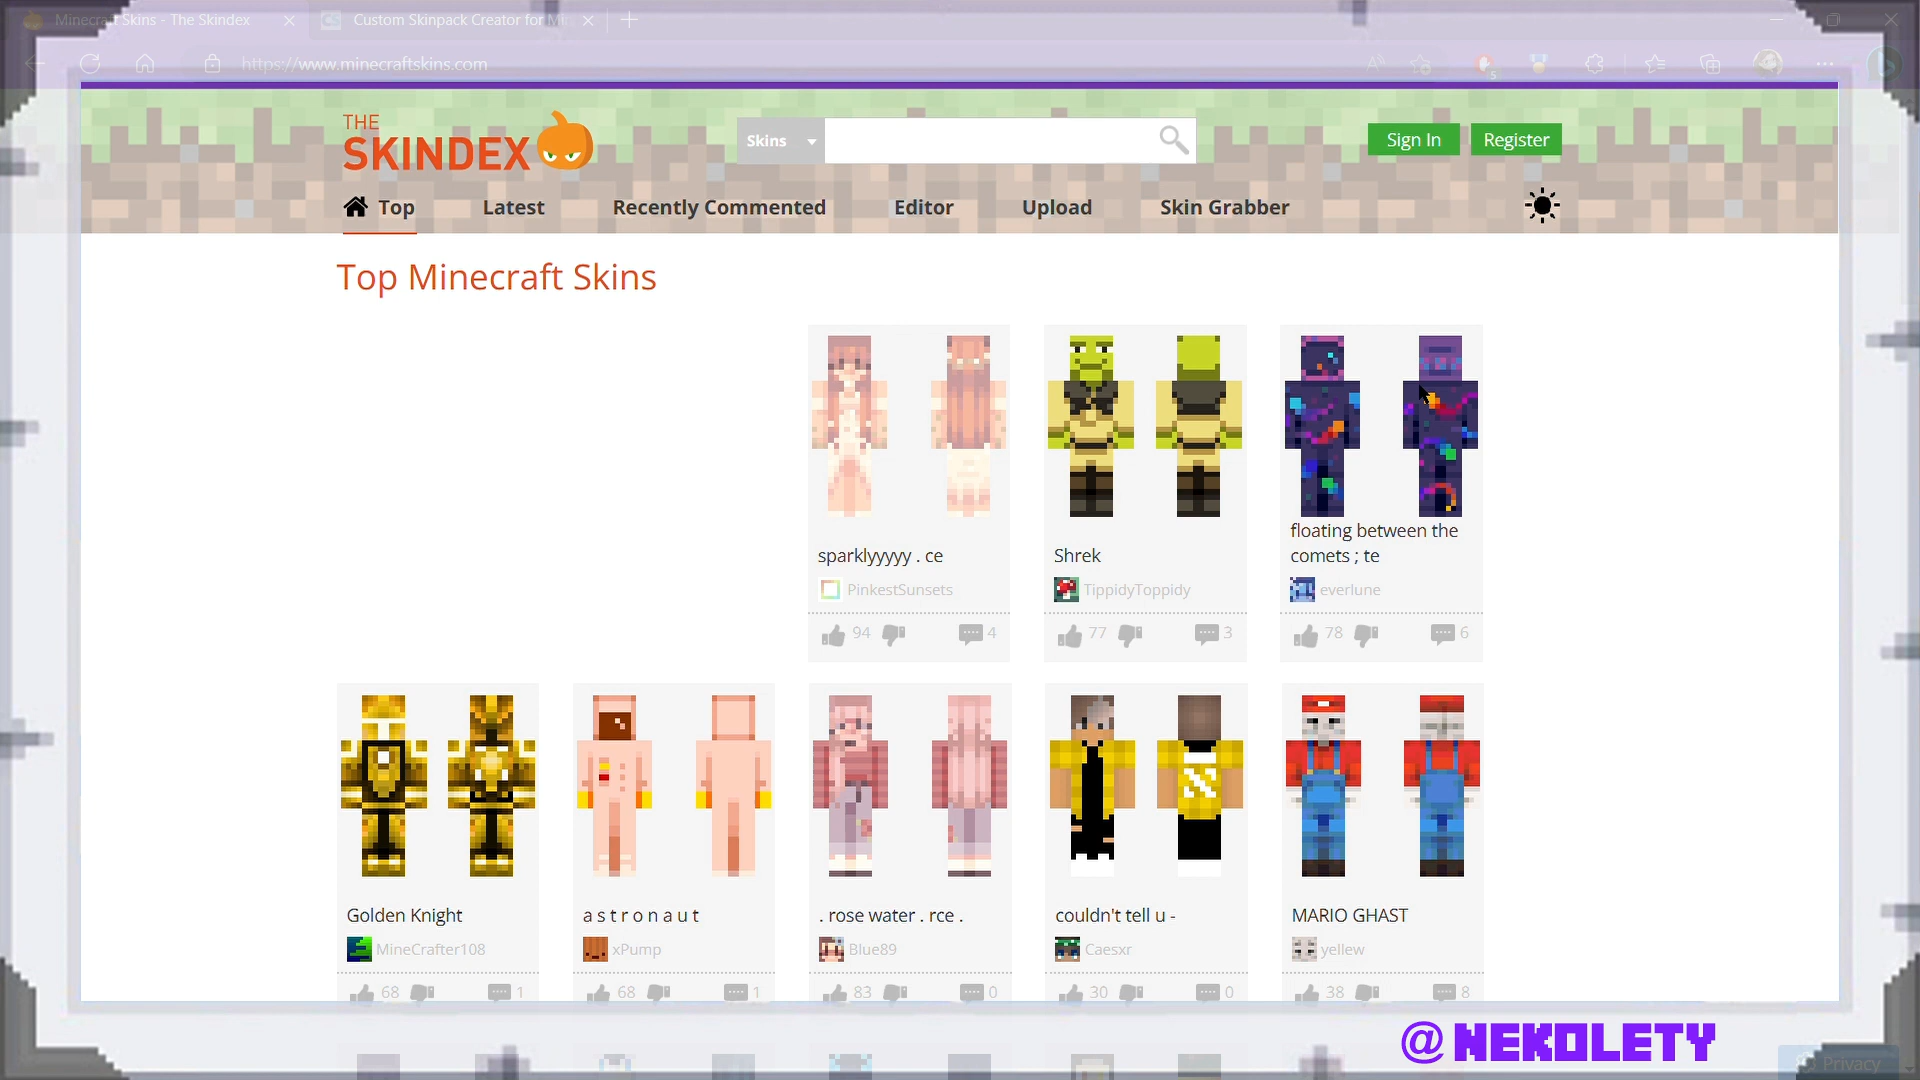 Minecraft Skins - The Skindex
Custom Skinpack Creator for Min
https://www.minecraftskins.com
THE
SKINDEX
Skins
Sign In
Register
Top
Latest
Recently Commented
Editor
Upload
Skin Grabber
Top Minecraft Skins
sparklyyyyy . ce
PinkestSunsets
94
4
Shrek
TippidyToppidy
77
3
floating between the
comets ; te
everlune
78
6
Golden Knight
MineCrafter108
68
1
a s t r o n a u t
xPump
68
1
. rose water . rce .
Blue89
83
0
couldn't tell u -
Caesxr
30
0
MARIO GHAST
yellew
38
8
@NEKOLETY
Privacy